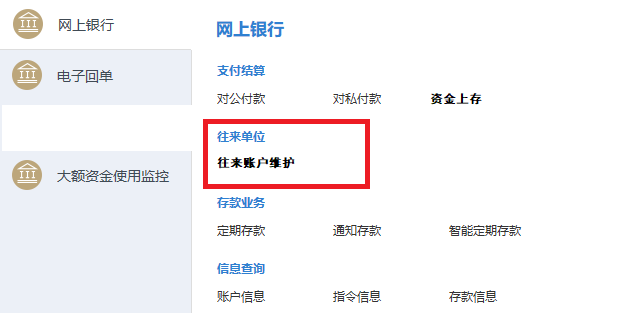 网上银行
电子回单
大额资金使用监控
网上银行
支付结算
对公付款 对私付款 资金上存
往来单位
往来账户维护
存款业务
定期存款 通知存款 智能定期存款
信息查询
账户信息 指令信息 存款信息